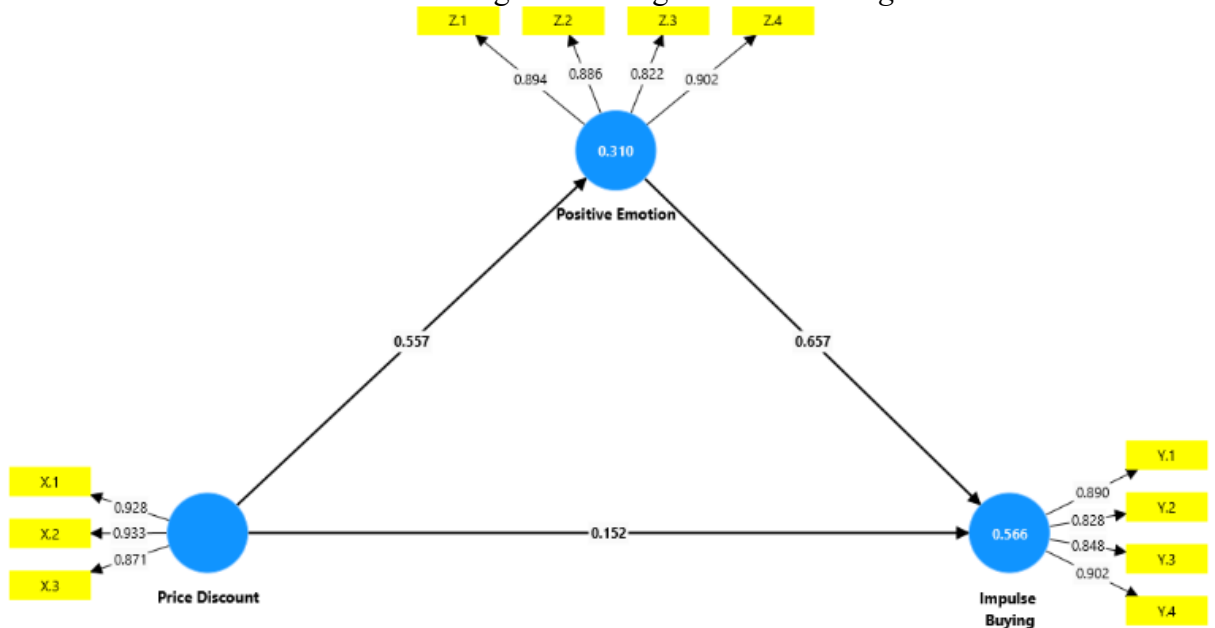 Z.1 Z.2 Z.3 Z.4
0.894 0.886 0.822 0.902
0.310
Positive Emotion
0.557 0.657
X.1
X.2
X.3
0.928
0.933
0.871
Price Discount
0.152
0.566
Impulse
Buying
0.890
0.828
0.848
0.902
Y.1
Y.2
Y.3
Y.4